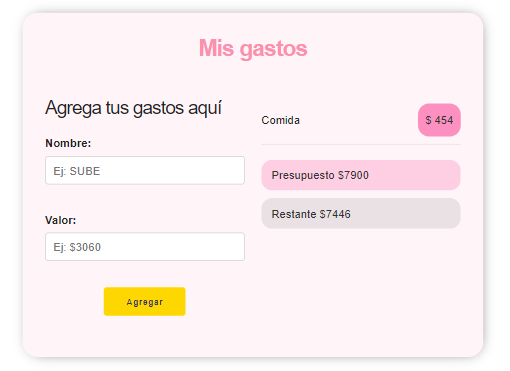 Mis gastos
Agrega tus gastos aquí
Nombre:
Ej: SUBE
Valor:
Ej: $3060
Agregar
Comida
$ 454
Presupuesto $7900
Restante $7446